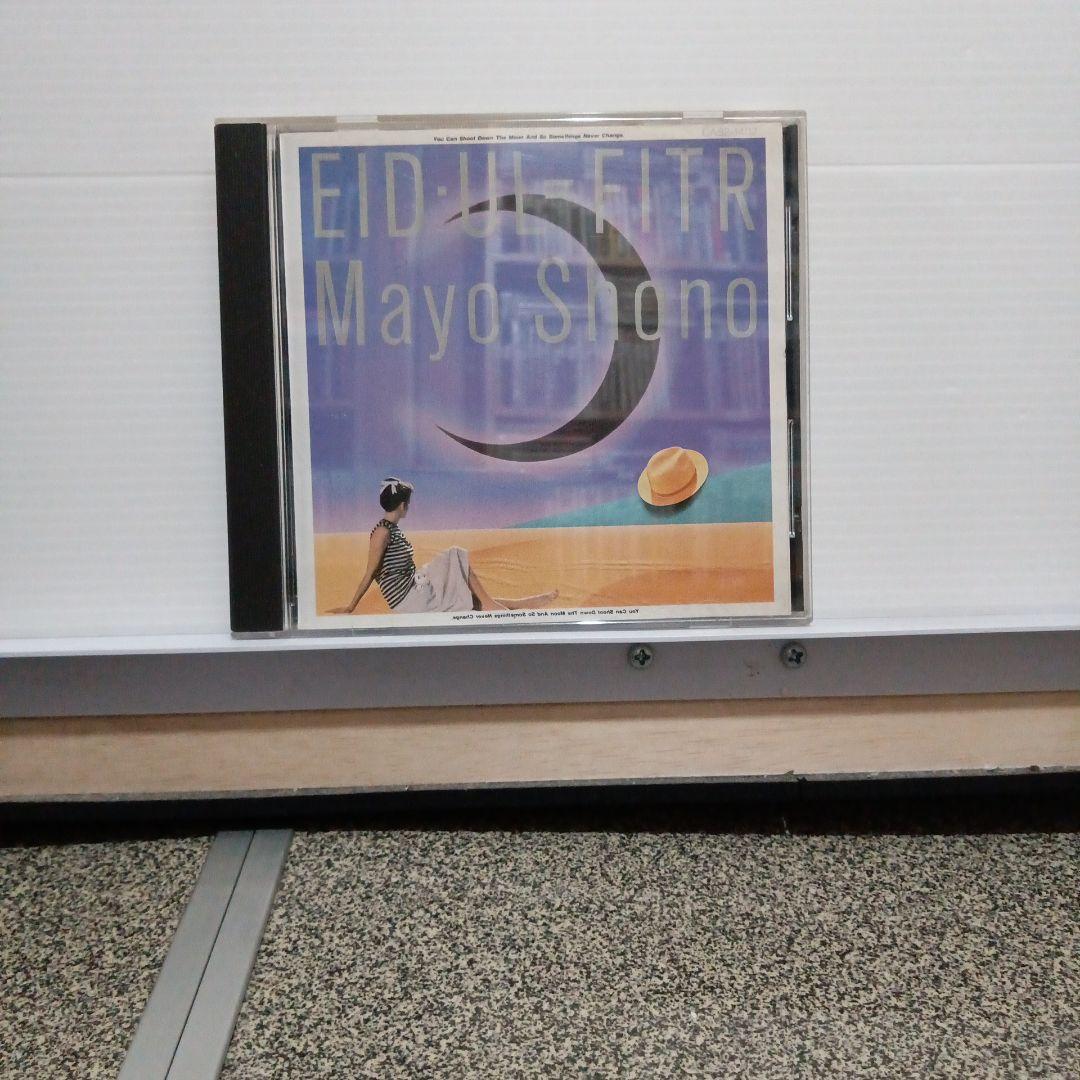 You Can Shoot Down The Moon And So Somethings Never Change.
EID·UL-FITR
Mayo Shono
You Can Shoot Down The Moon And So Somethings Never Change.